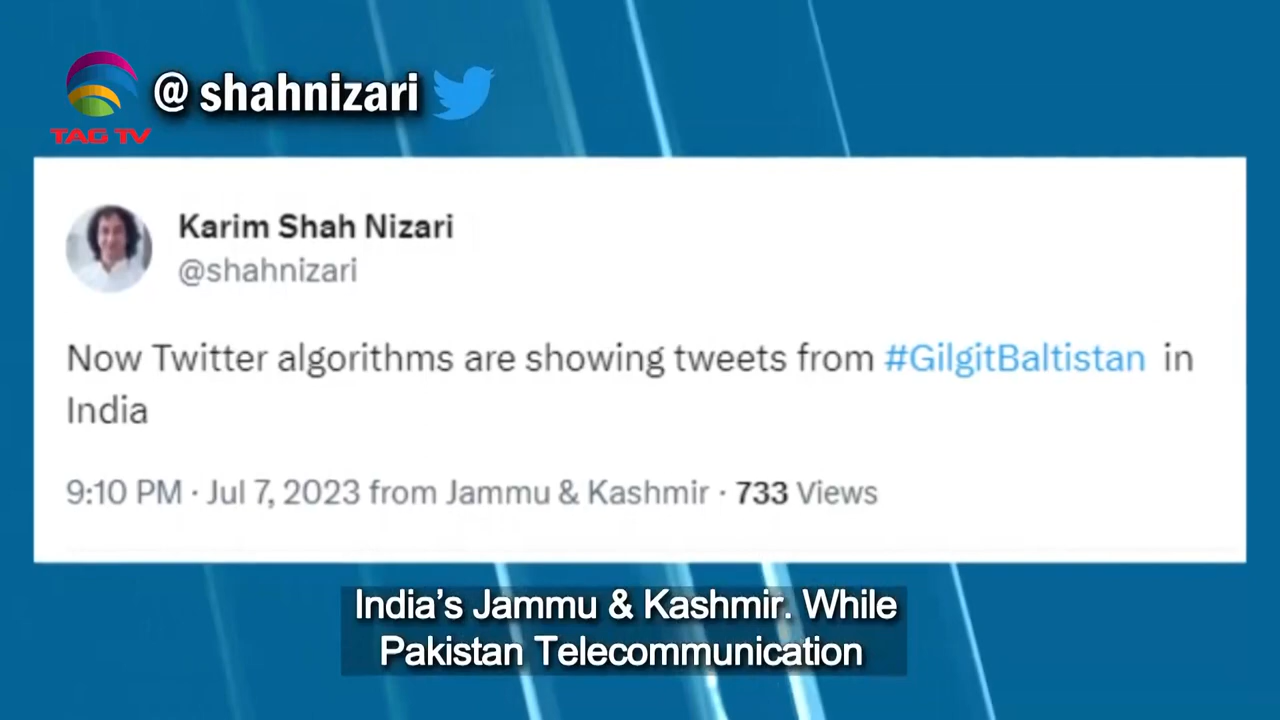 @ shahnizari
TAG TV
Karim Shah Nizari
@shahnizari
Now Twitter algorithms are showing tweets from #GilgitBaltistan in
India
9:10 PM · Jul 7, 2023 from Jammu & Kashmir · 733 Views
India’s Jammu & Kashmir. While
Pakistan Telecommunication